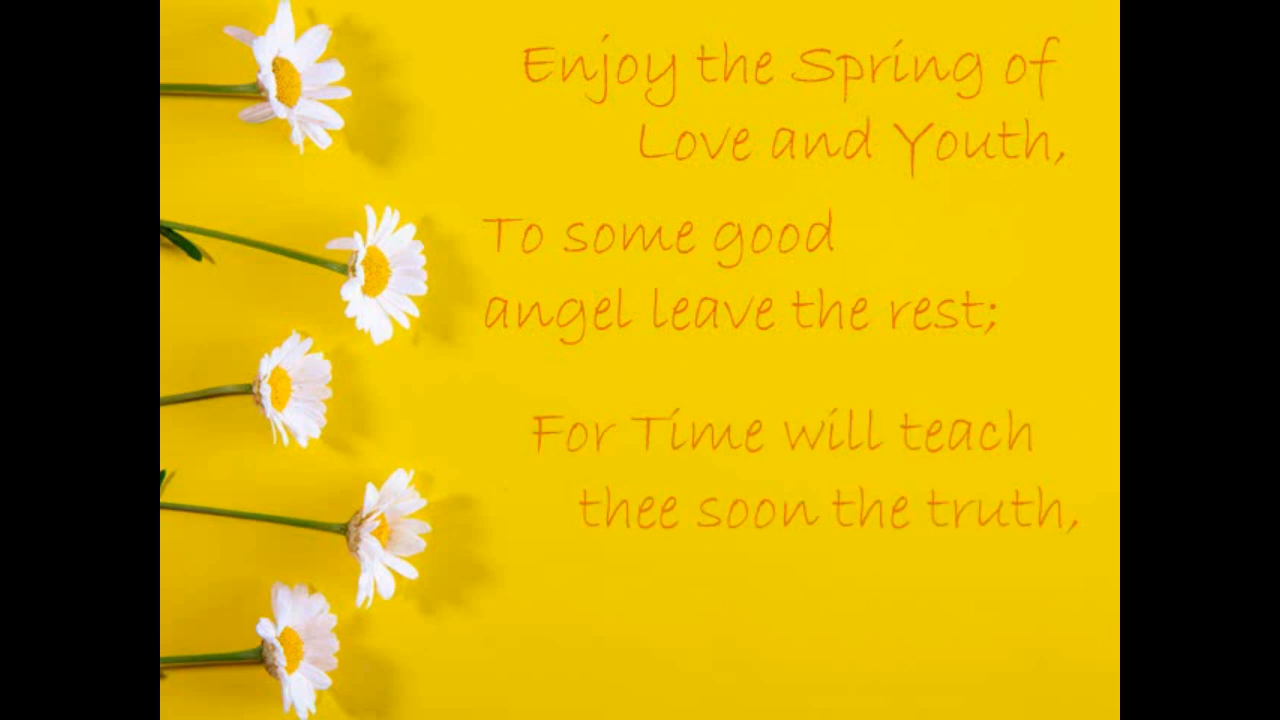 Enjoy the Spring of
Love and Youth,
To some good
angel leave the rest;
For Time will teach
thee soon the truth,